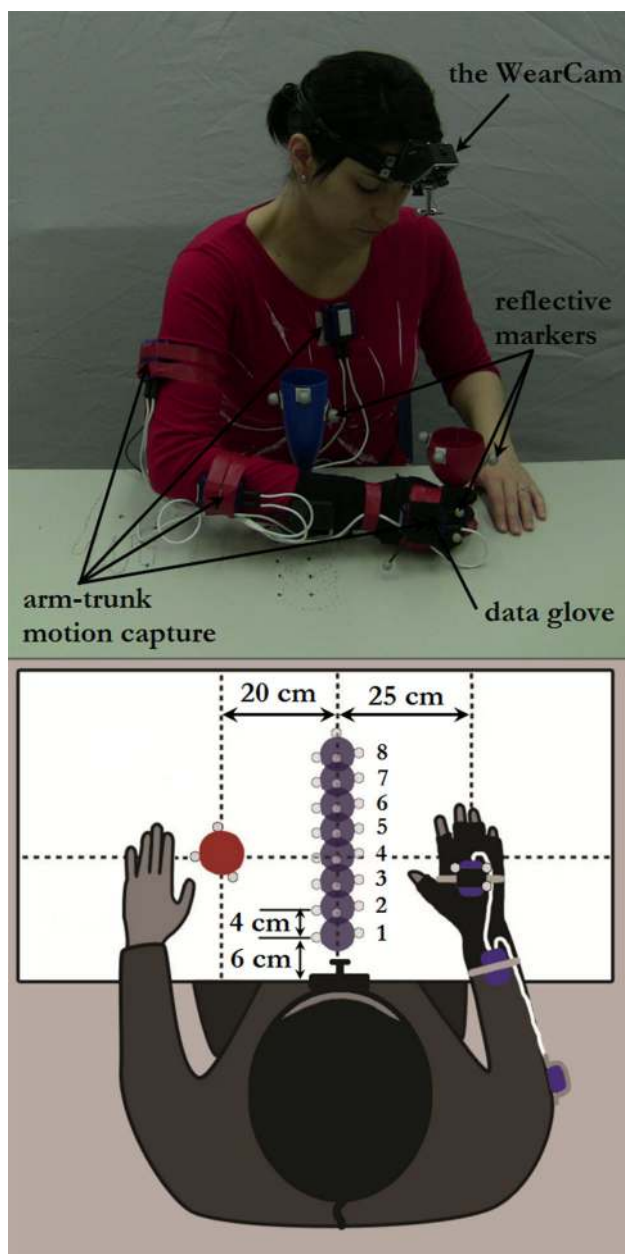 the WearCam
reflective
markers
arm-trunk
motion capture
data glove
20 cm
25 cm
8
7
6
5
4
3
2
1
4 cm
6 cm